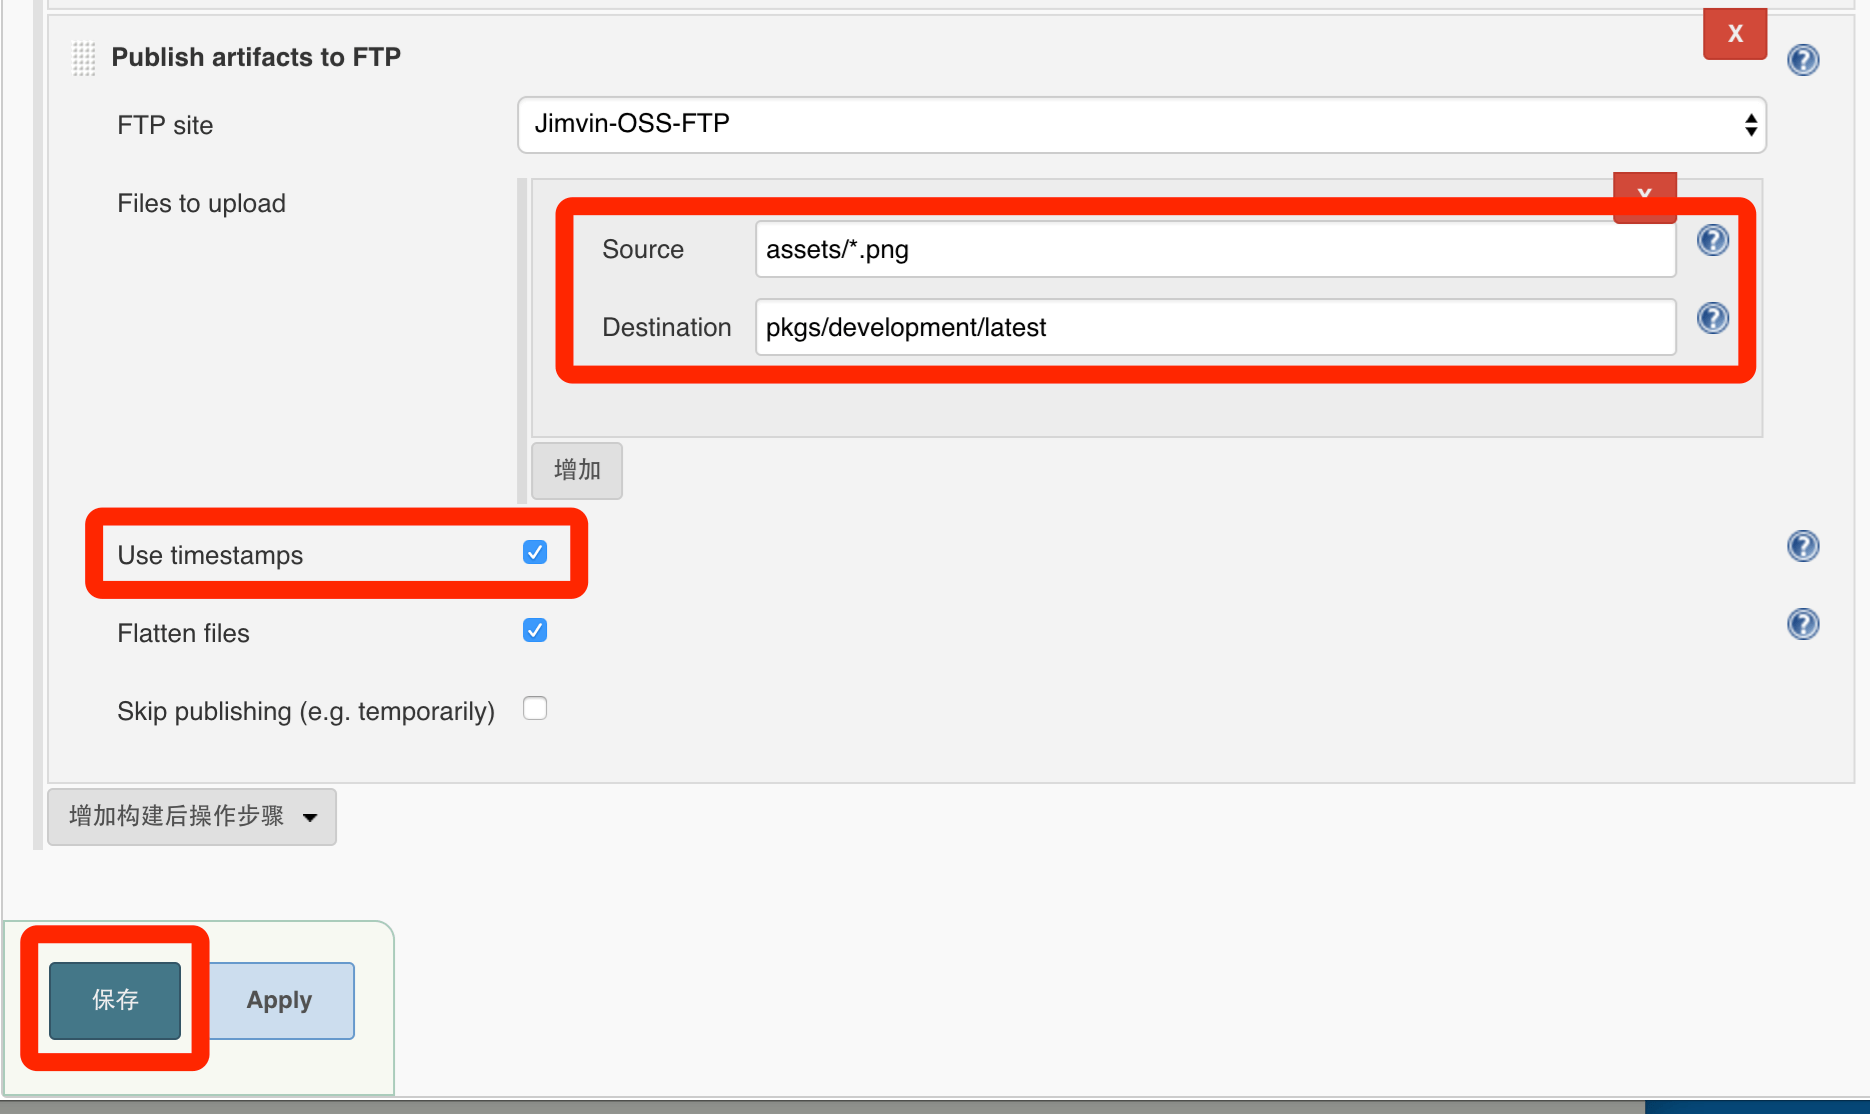 Publish artifacts to FTP
X
?
FTP site
Jimvin-OSS-FTP
Files to upload
X
Source
assets/*.png
?
Destination
pkgs/development/latest
?
增加
Use timestamps
?
Flatten files
?
Skip publishing (e.g. temporarily)
增加构建后操作步骤
保存
Apply